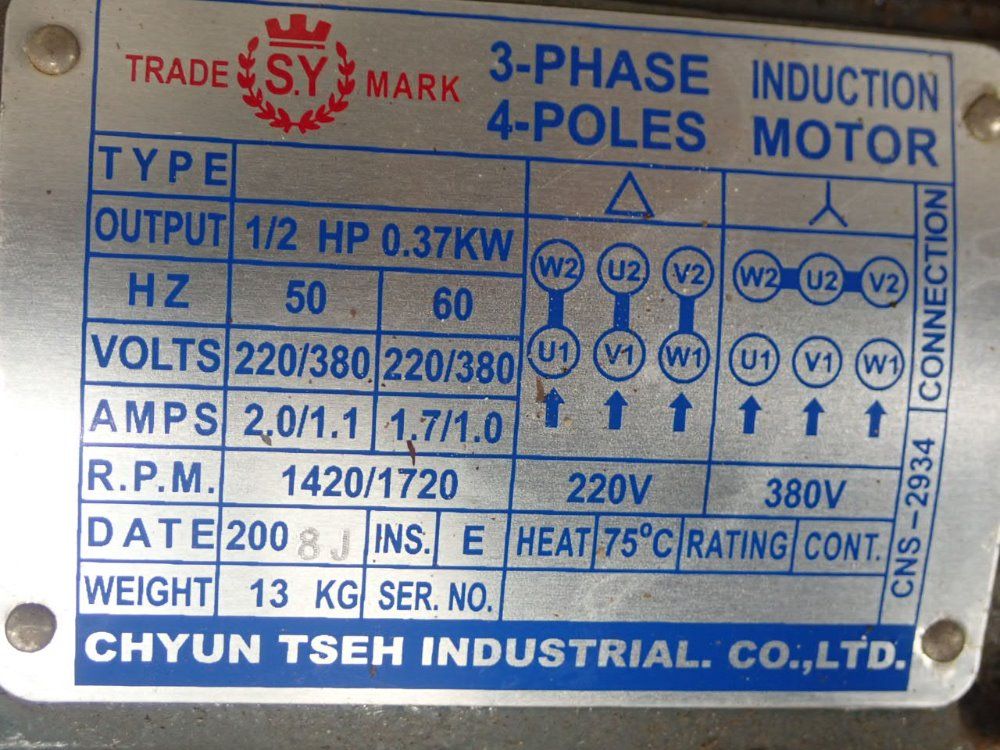 TRADE S.Y MARK 3-PHASE INDUCTION
4-POLES MOTOR
TYPE △ Y
OUTPUT 1/2 HP 0.37KW
W2 U2 V2 W2 U2 V2
HZ 50 60
VOLTS 220/380 220/380
U1 V1 W1 U1 V1 W1
AMPS 2.0/1.1 1.7/1.0
R.P.M. 1420/1720 220V 380V
DATE 2008J INS. E HEAT 75°C RATING CONT.
WEIGHT 13 KG SER. NO.
CNS-2934 CONNECTION
CHYUN TSEH INDUSTRIAL. CO.,LTD.